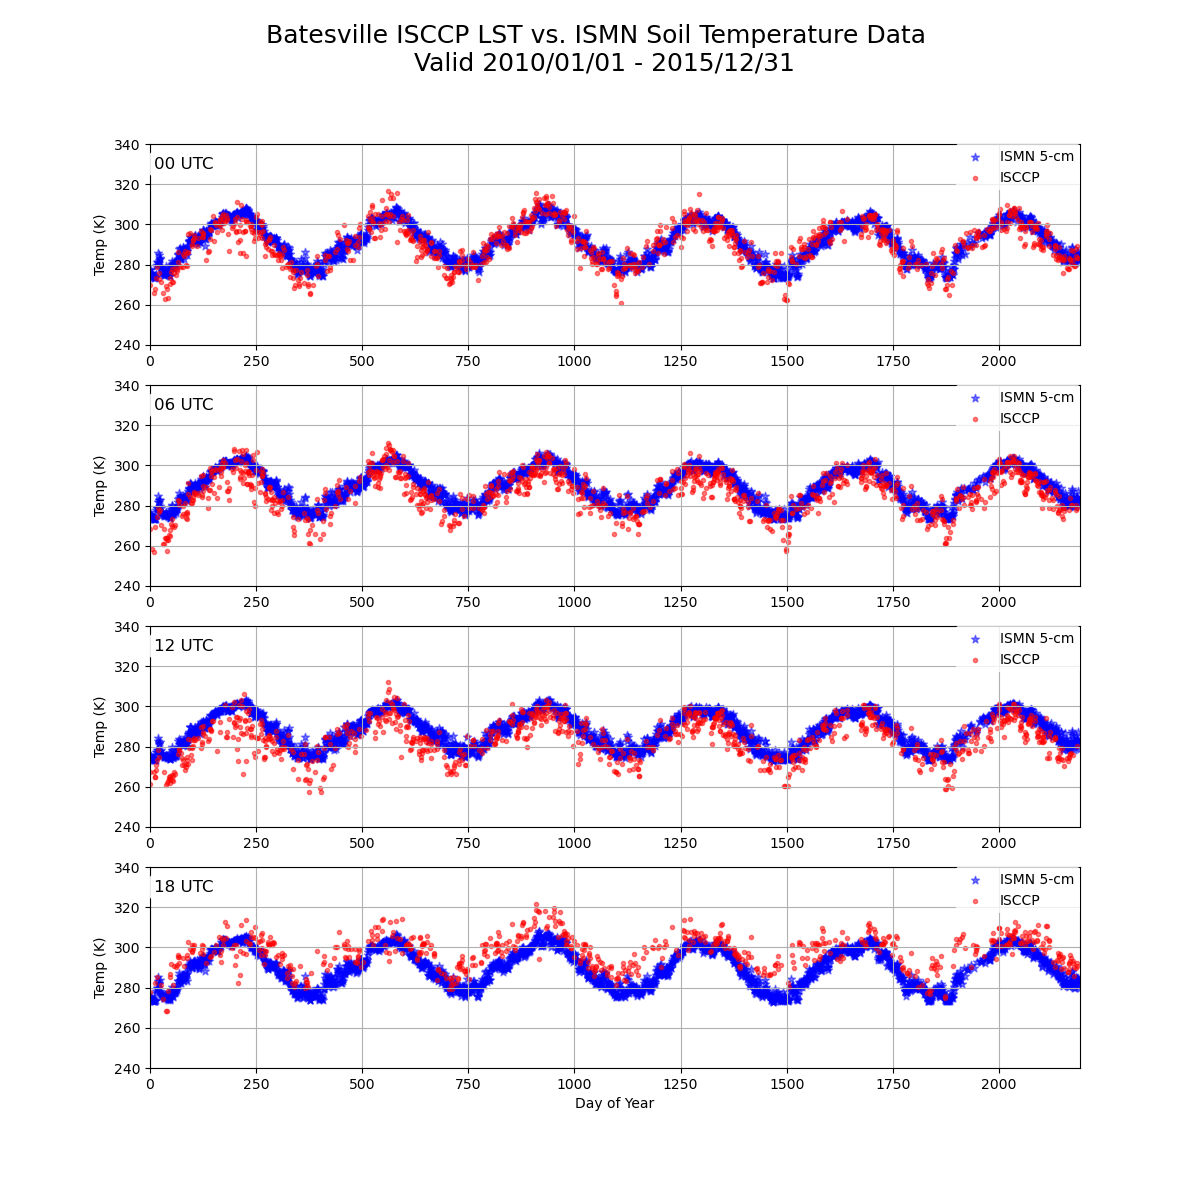 Batesville ISCCP LST vs. ISMN Soil Temperature Data
Valid 2010/01/01 - 2015/12/31
340
320
300
280
260
240
Temp (K)
00 UTC
ISMN 5-cm
ISCCP
0 250 500 750 1000 1250 1500 1750 2000
340
320
300
280
260
240
Temp (K)
06 UTC
ISMN 5-cm
ISCCP
0 250 500 750 1000 1250 1500 1750 2000
340
320
300
280
260
240
Temp (K)
12 UTC
ISMN 5-cm
ISCCP
0 250 500 750 1000 1250 1500 1750 2000
340
320
300
280
260
240
Temp (K)
18 UTC
ISMN 5-cm
ISCCP
0 250 500 750 1000 1250 1500 1750 2000
Day of Year